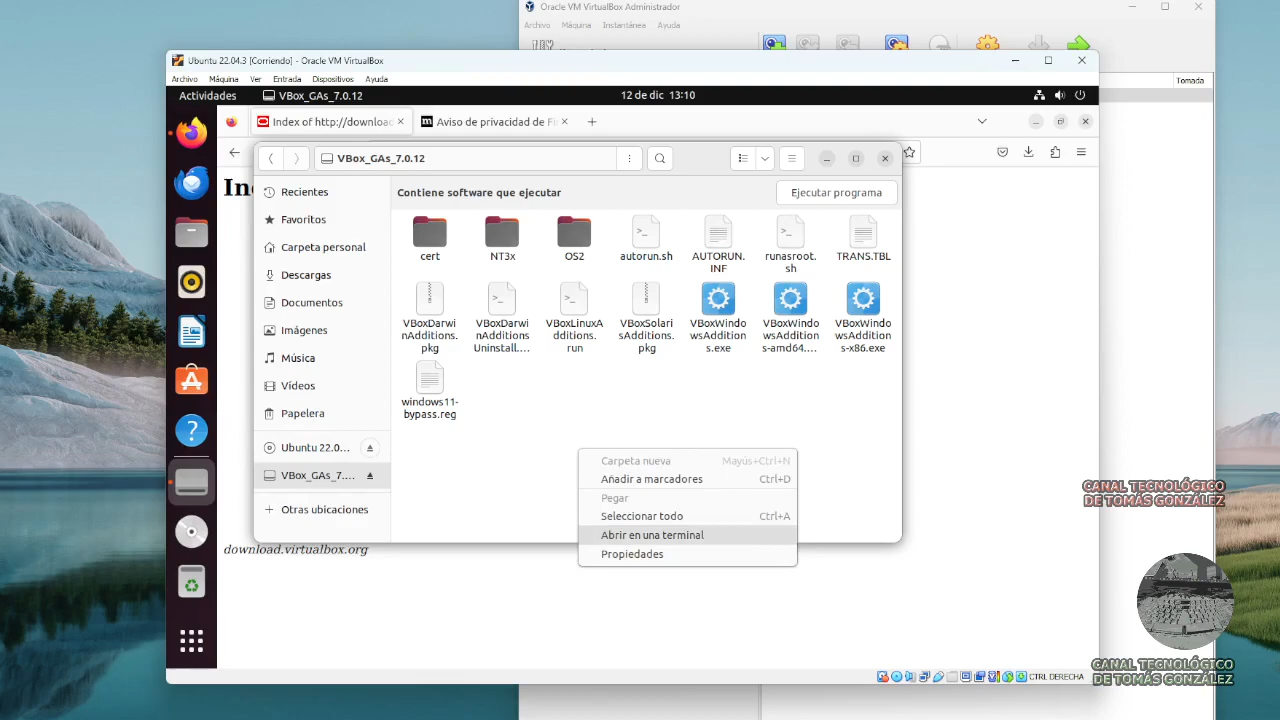 Oracle VM VirtualBox Administrador
Archivo Máquina Instantánea Ayuda
Tomada
Ubuntu 22.04.3 [Corriendo] - Oracle VM VirtualBox
Archivo Máquina Ver Entrada Dispositivos Ayuda
Actividades VBox_GAs_7.0.12 12 de dic 13:10
Index of http://download Aviso de privacidad de Fi
In
VBox_GAs_7.0.12
Contiene software que ejecutar Ejecutar programa
Recientes
Favoritos
Carpeta personal
Descargas
Documentos
Imágenes
Música
Vídeos
Papelera
Ubuntu 22.0...
VBox_GAs_7....
Otras ubicaciones
cert
NT3x
OS2
autorun.sh
AUTORUN.
INF
runasroot.
sh
TRANS.TBL
VBoxDarwi
nAdditions.
pkg
VBoxDarwi
nAdditions
Uninstall....
VBoxLinuxA
dditions.
run
VBoxSolari
sAdditions.
pkg
VBoxWindo
wsAddition
s.exe
VBoxWindo
wsAddition
s-amd64....
VBoxWindo
wsAddition
s-x86.exe
windows11-
bypass.reg
Carpeta nueva Mayús+Ctrl+N
Añadir a marcadores Ctrl+D
Pegar
Seleccionar todo Ctrl+A
Abrir en una terminal
Propiedades
download.virtualbox.org
CTRL DERECHA
CANAL TECNOLÓGICO
DE TOMÁS GONZÁLEZ
CANAL TECNOLÓGICO
DE TOMÁS GONZÁLEZ